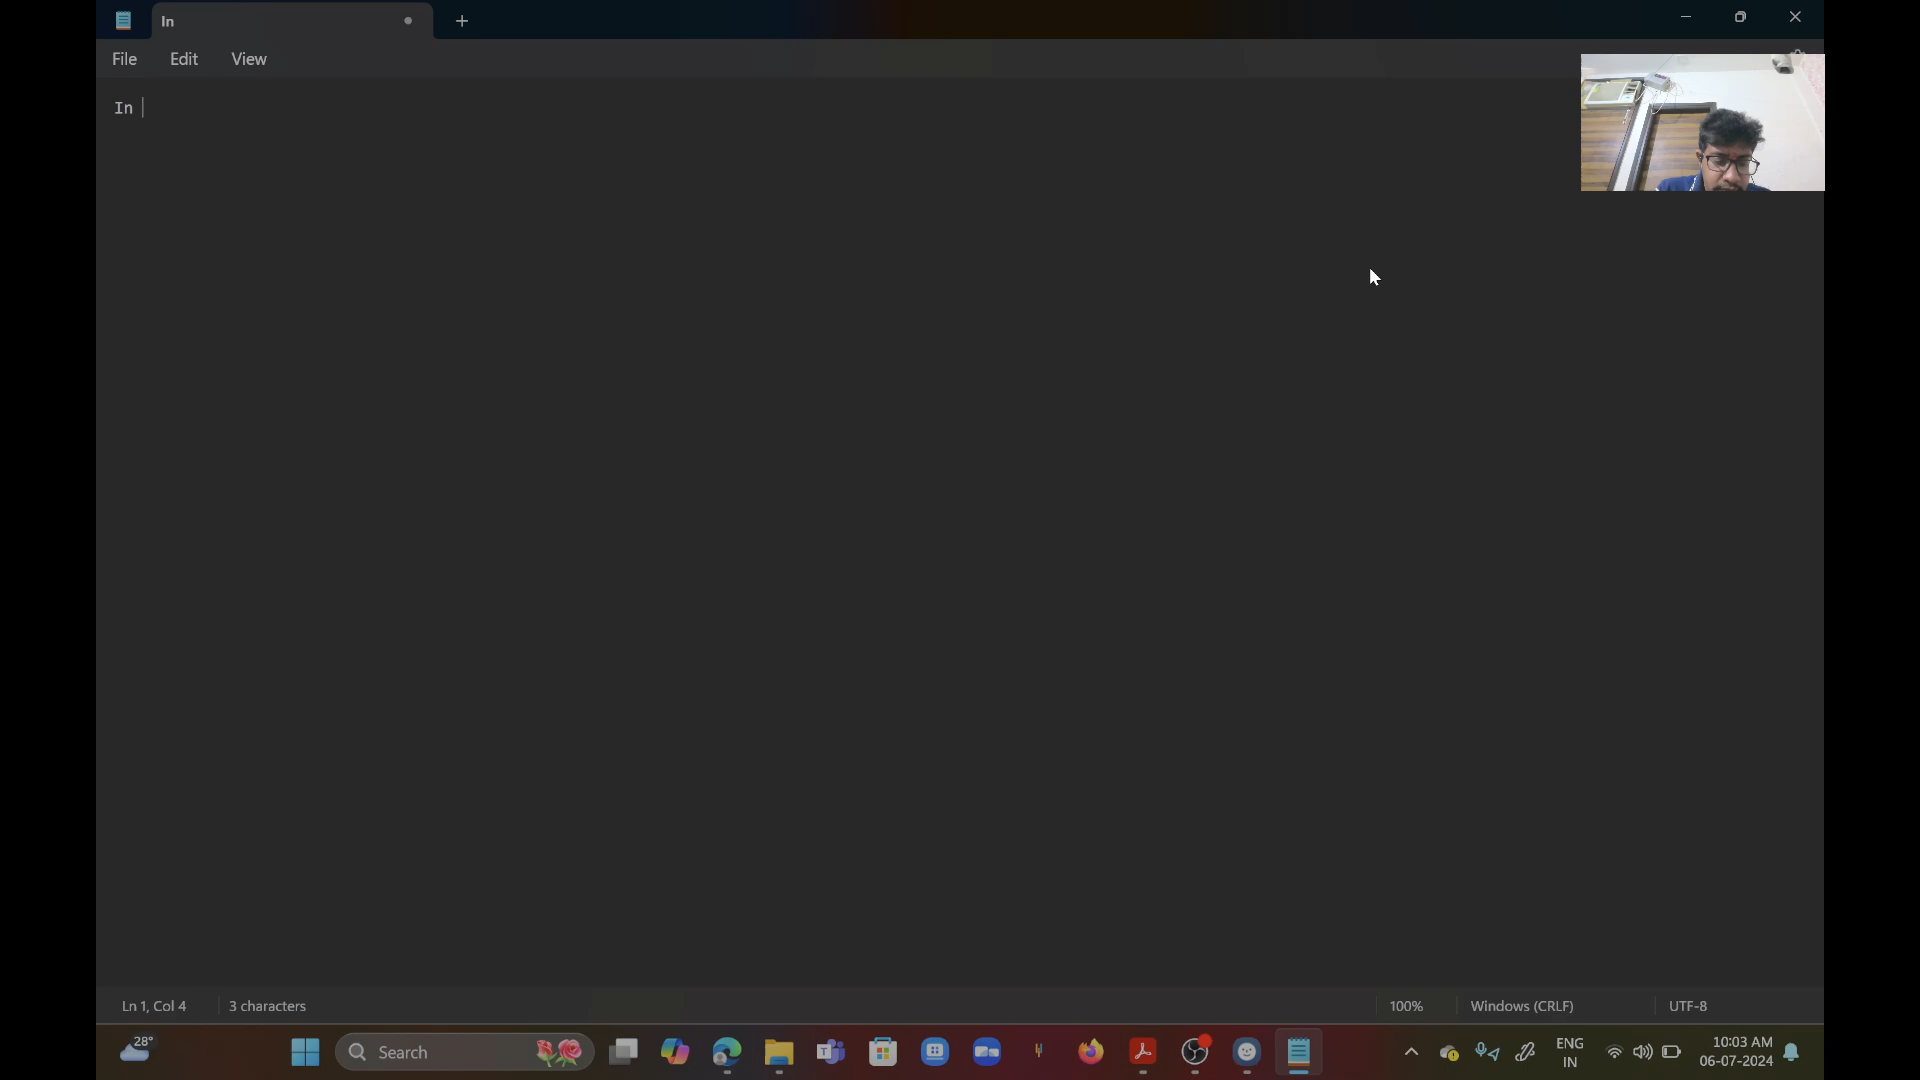 In
File Edit View
In
Ln 1, Col 4 3 characters 100% Windows (CRLF) UTF-8
28° Search ENG IN 10:03 AM 06-07-2024